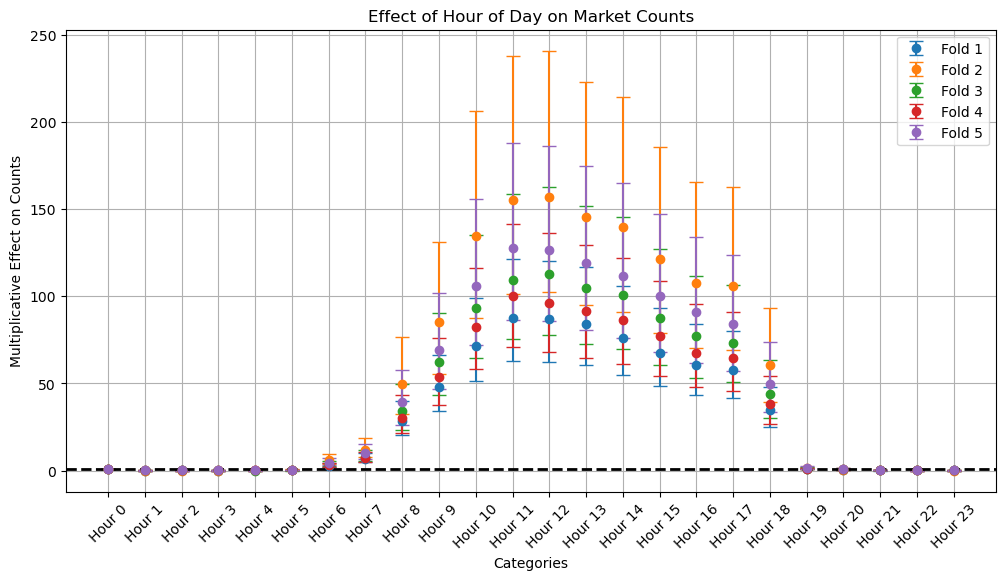 Effect of Hour of Day on Market Counts
Multiplicative Effect on Counts
250
200
150
100
50
0
Fold 1
Fold 2
Fold 3
Fold 4
Fold 5
Hour 0
Hour 1
Hour 2
Hour 3
Hour 4
Hour 5
Hour 6
Hour 7
Hour 8
Hour 9
Hour 10
Hour 11
Hour 12
Hour 13
Hour 14
Hour 15
Hour 16
Hour 17
Hour 18
Hour 19
Hour 20
Hour 21
Hour 22
Hour 23
Categories